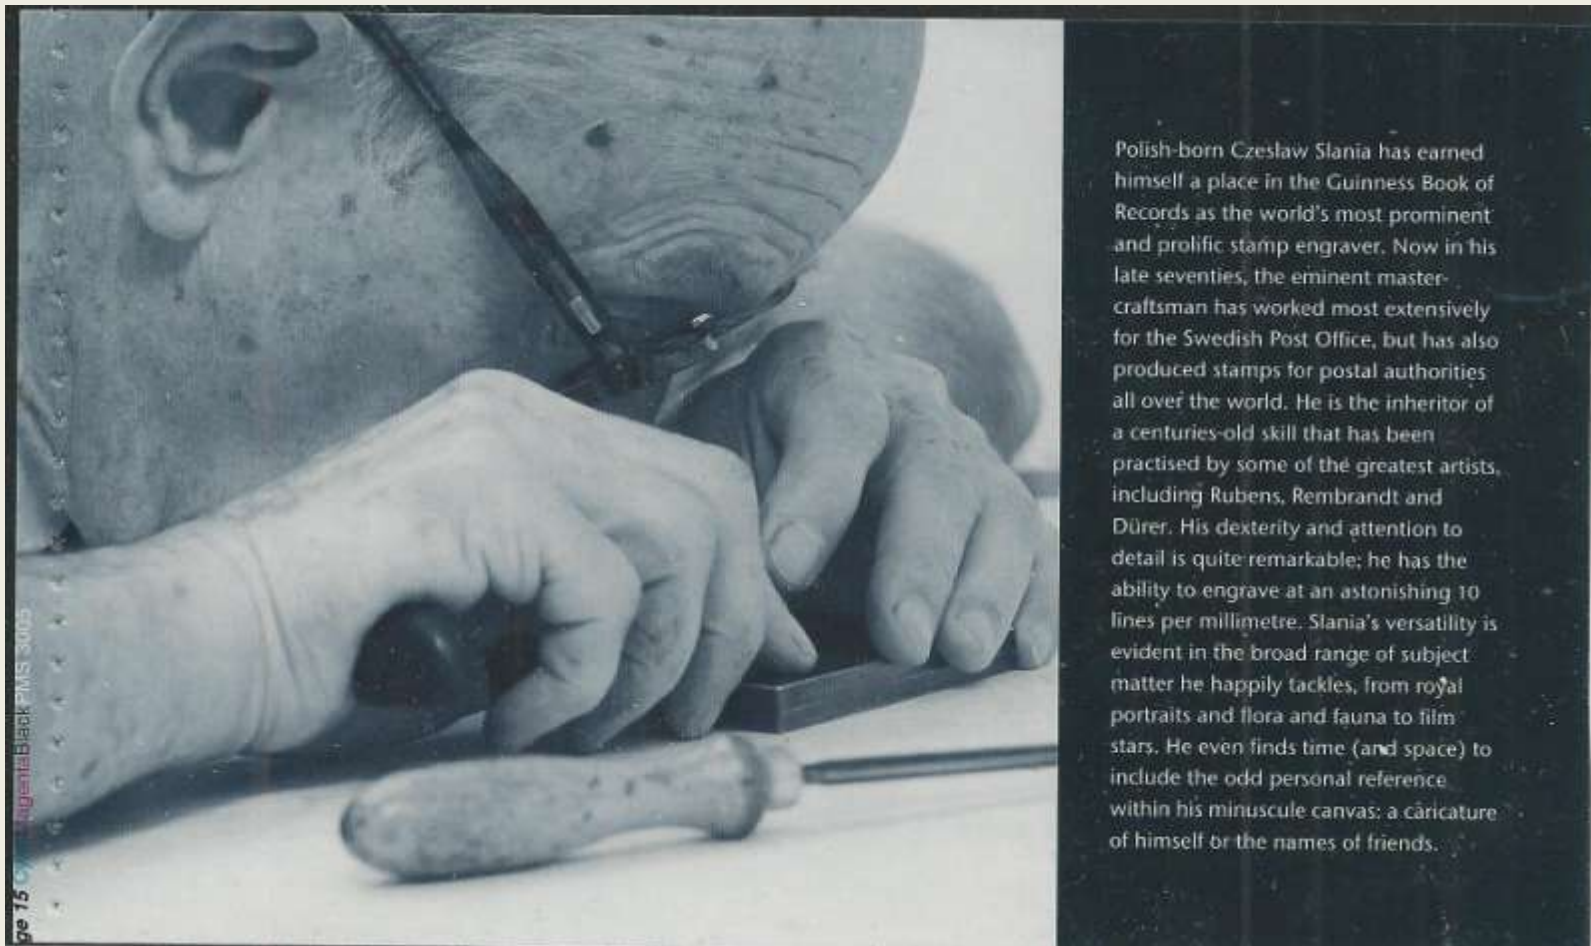 Polish-born Czesław Slania has earned
himself a place in the Guinness Book of
Records as the world's most prominent
and prolific stamp engraver. Now in his
late seventies, the eminent master-
craftsman has worked most extensively
for the Swedish Post Office, but has also
produced stamps for postal authorities
all over the world. He is the inheritor of
a centuries-old skill that has been
practised by some of the greatest artists,
including Rubens, Rembrandt and
Dürer. His dexterity and attention to
detail is quite remarkable; he has the
ability to engrave at an astonishing 10
lines per millimetre. Slania's versatility is
evident in the broad range of subject
matter he happily tackles, from royal
portraits and flora and fauna to film
stars. He even finds time (and space) to
include the odd personal reference
within his minuscule canvas: a caricature
of himself or the names of friends.
ge 15 MagentaBlack PMS 3005